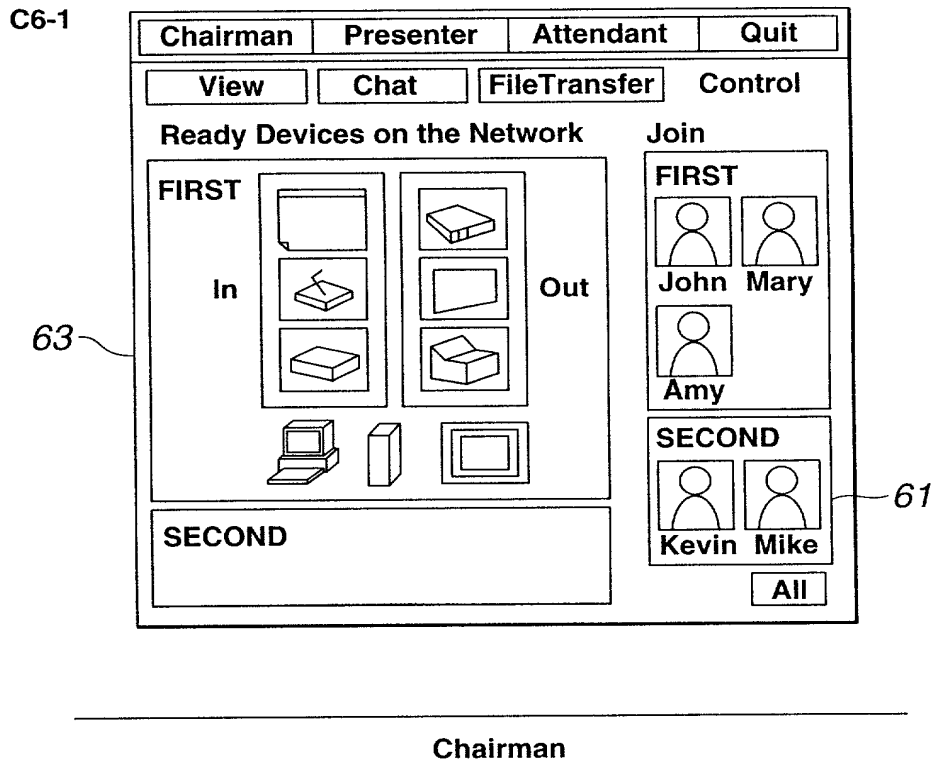 C6-1
Chairman Presenter Attendant Quit
View Chat FileTransfer Control
Ready Devices on the Network
Join
FIRST
In
Out
63
SECOND
FIRST
John Mary
Amy
SECOND
Kevin Mike
61
All
Chairman